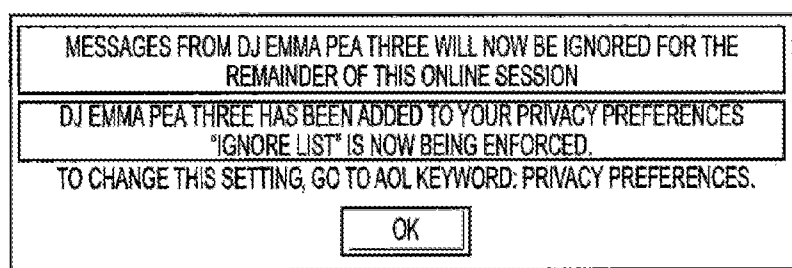 MESSAGES FROM DJ EMMA PEA THREE WILL NOW BE IGNORED FOR THE
REMAINDER OF THIS ONLINE SESSION
DJ EMMA PEA THREE HAS BEEN ADDED TO YOUR PRIVACY PREFERENCES
"IGNORE LIST" IS NOW BEING ENFORCED.
TO CHANGE THIS SETTING, GO TO AOL KEYWORD: PRIVACY PREFERENCES.
OK